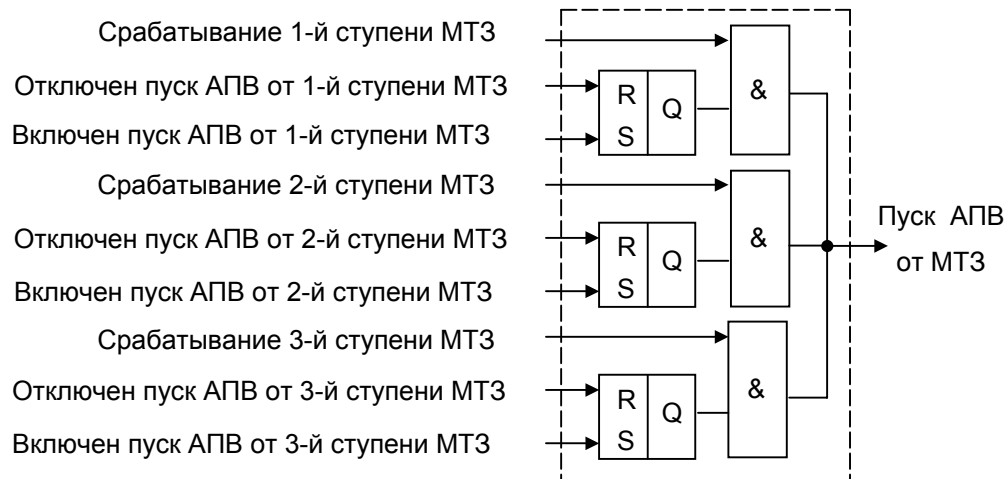 Срабатывание 1-й ступени МТЗ
Отключен пуск АПВ от 1-й ступени МТЗ
Включен пуск АПВ от 1-й ступени МТЗ
R
S
Q
&
Срабатывание 2-й ступени МТЗ
Отключен пуск АПВ от 2-й ступени МТЗ
Включен пуск АПВ от 2-й ступени МТЗ
R
S
Q
&
Срабатывание 3-й ступени МТЗ
Отключен пуск АПВ от 3-й ступени МТЗ
Включен пуск АПВ от 3-й ступени МТЗ
R
S
Q
&
Пуск АПВ
от МТЗ